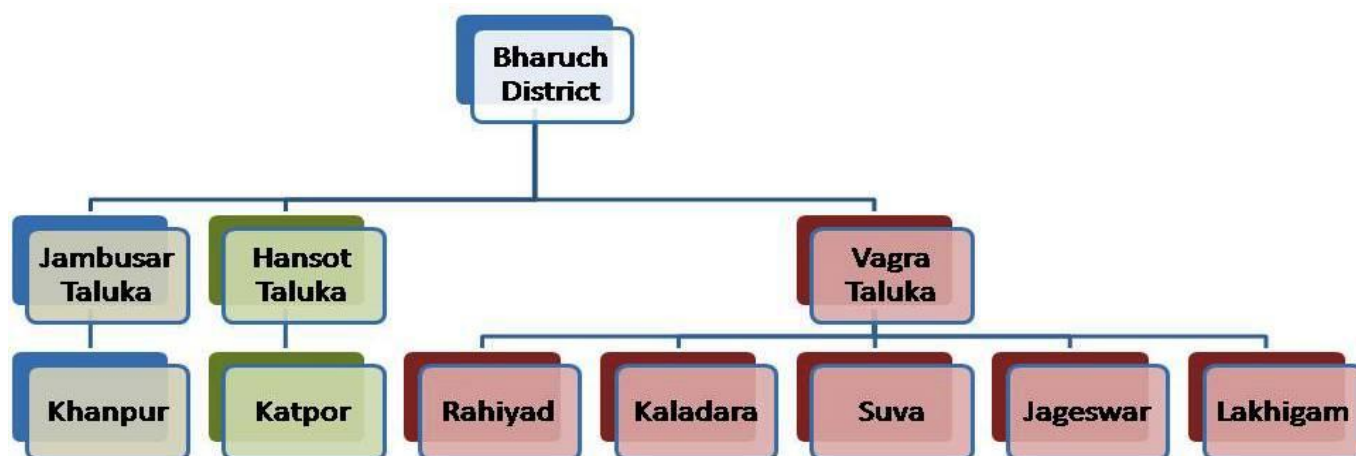 Bharuch
District
Jambusar
Taluka
Hansot
Taluka
Vagra
Taluka
Khanpur
Katpor
Rahiyad
Kaladara
Suva
Jageswar
Lakhigam